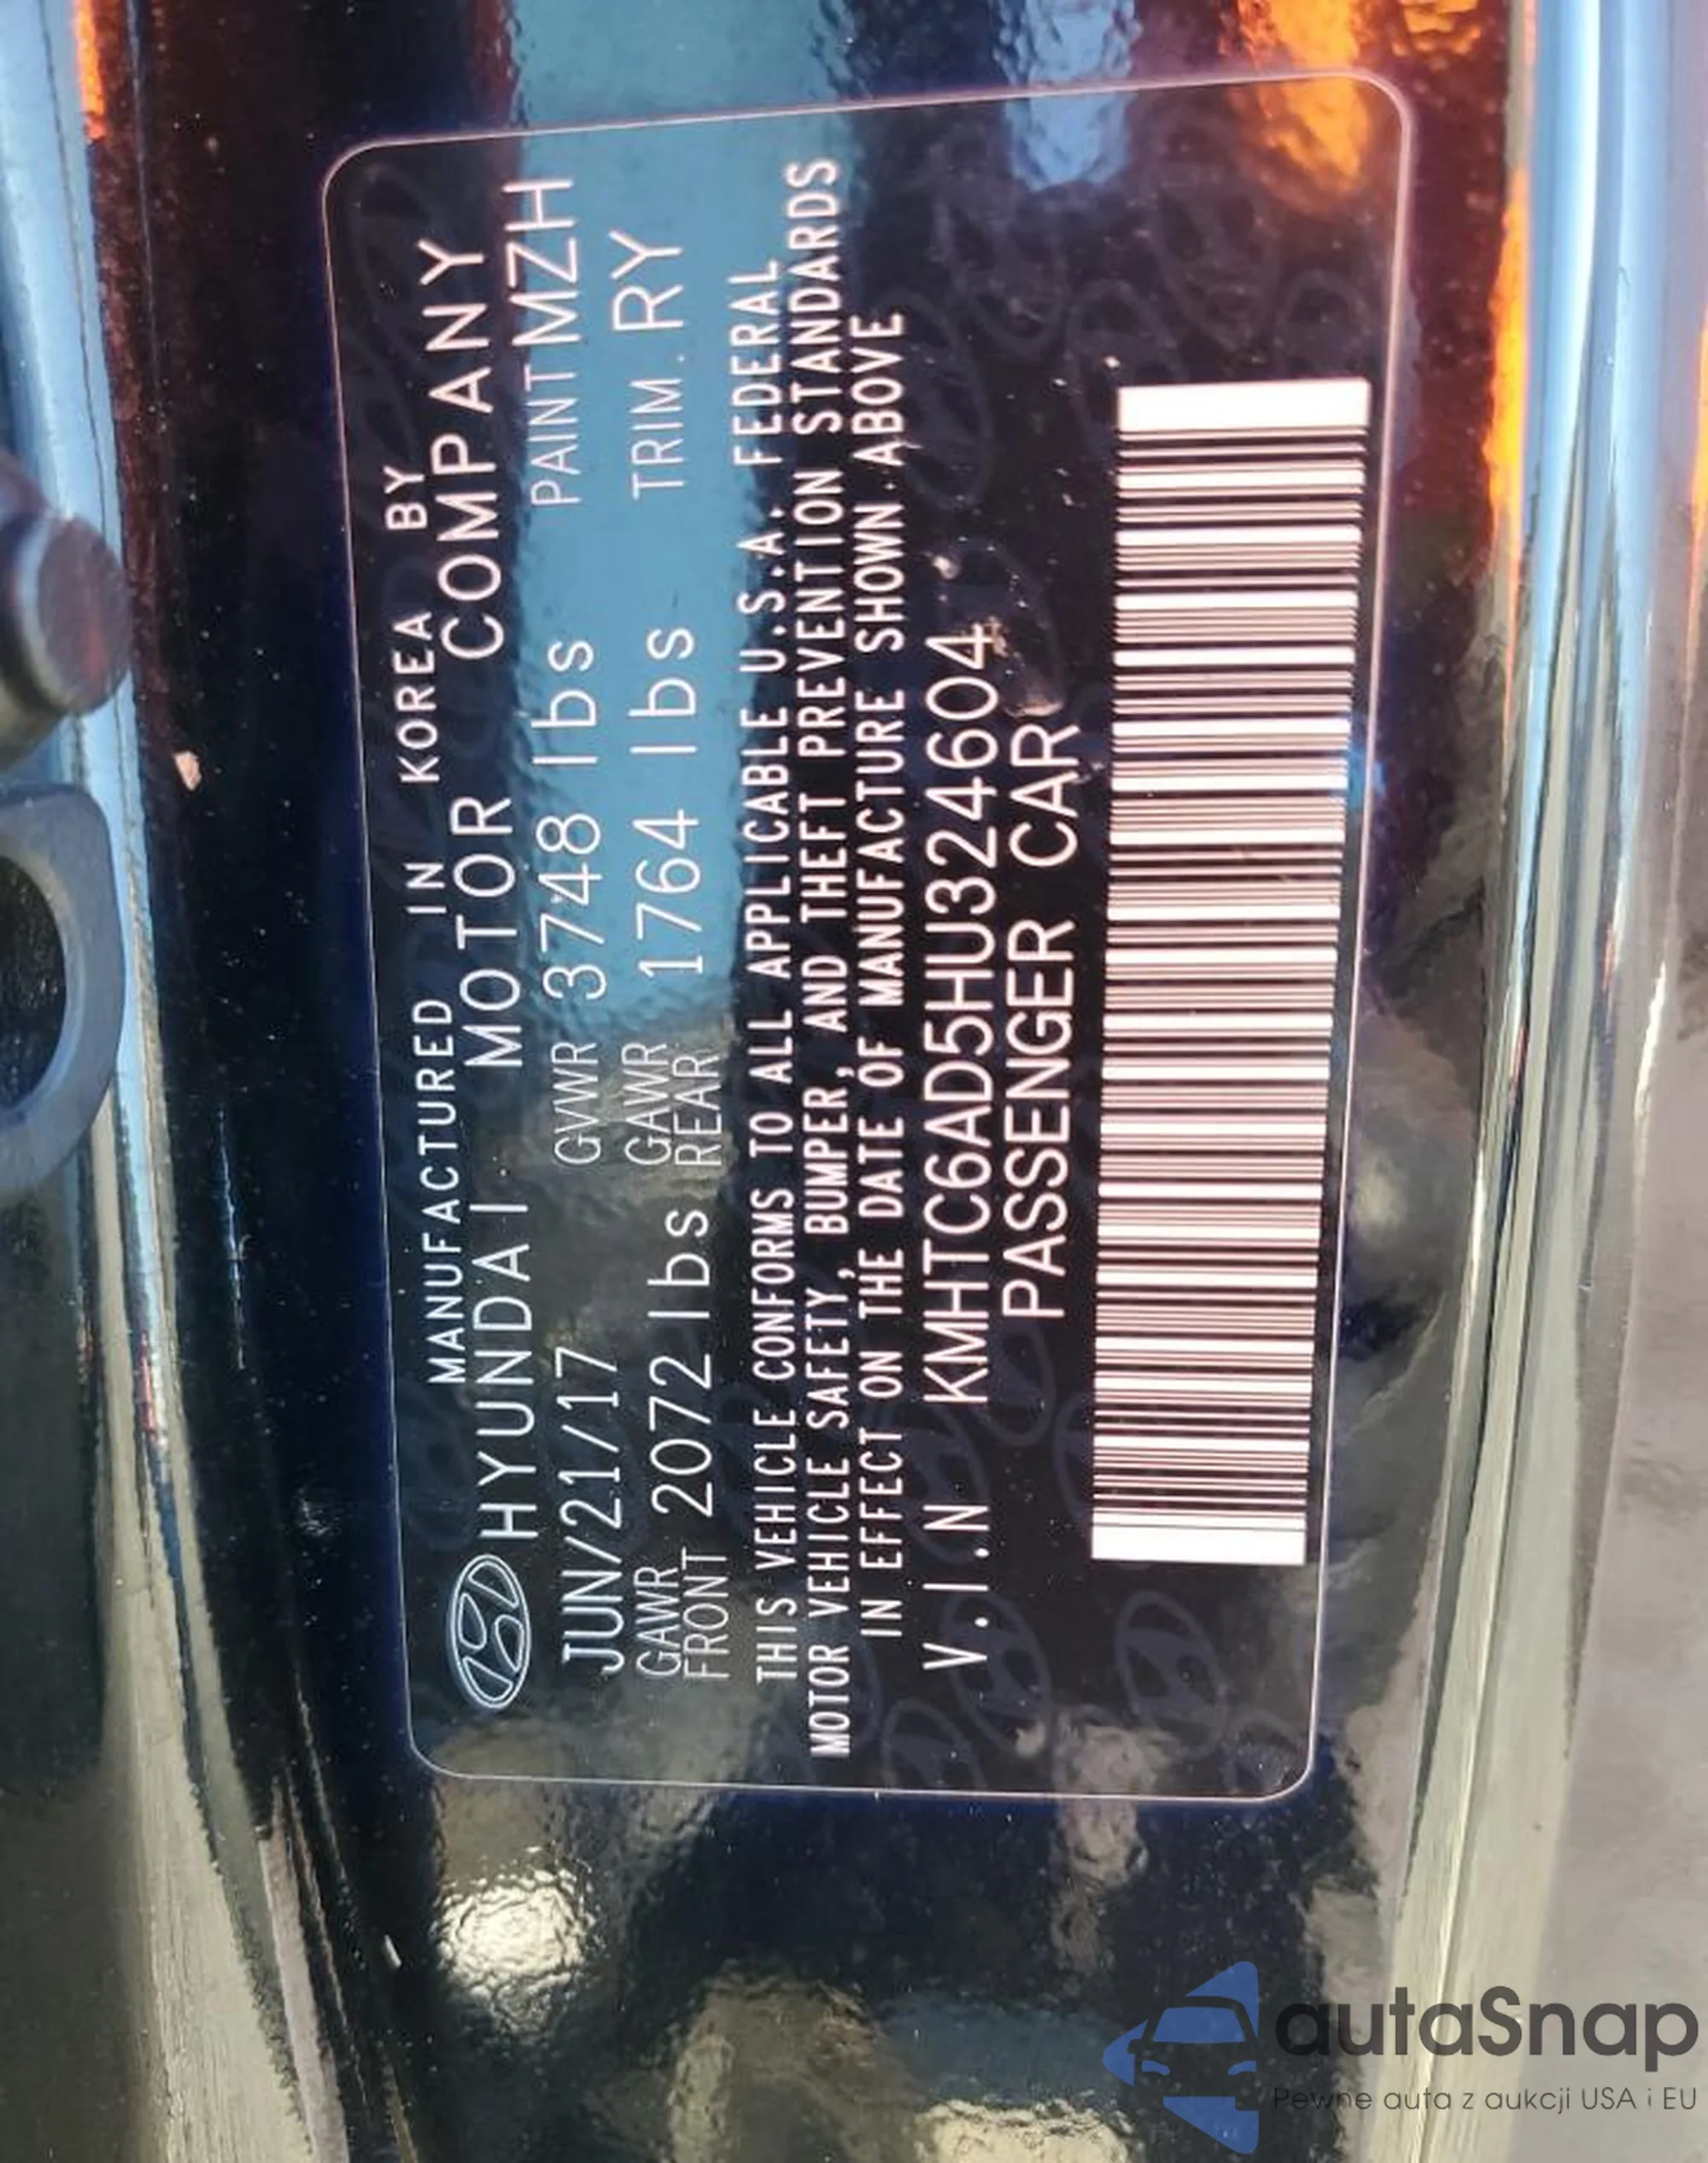 MANUFACTURED IN KOREA BY
HYUNDAI MOTOR COMPANY
JUN/21/17 GVWR 3748 lbs PAINT MZH
GAWR FRONT 2072 lbs GAWR REAR 1764 lbs TRIM. RY
THIS VEHICLE CONFORMS TO ALL APPLICABLE U.S.A. FEDERAL
MOTOR VEHICLE SAFETY, BUMPER, AND THEFT PREVENTION STANDARDS
IN EFFECT ON THE DATE OF MANUFACTURE SHOWN ABOVE
V.I.N KMHTC6AD5HU324604
PASSENGER CAR
autaSnap
Pewne auta z aukcji USA i EU